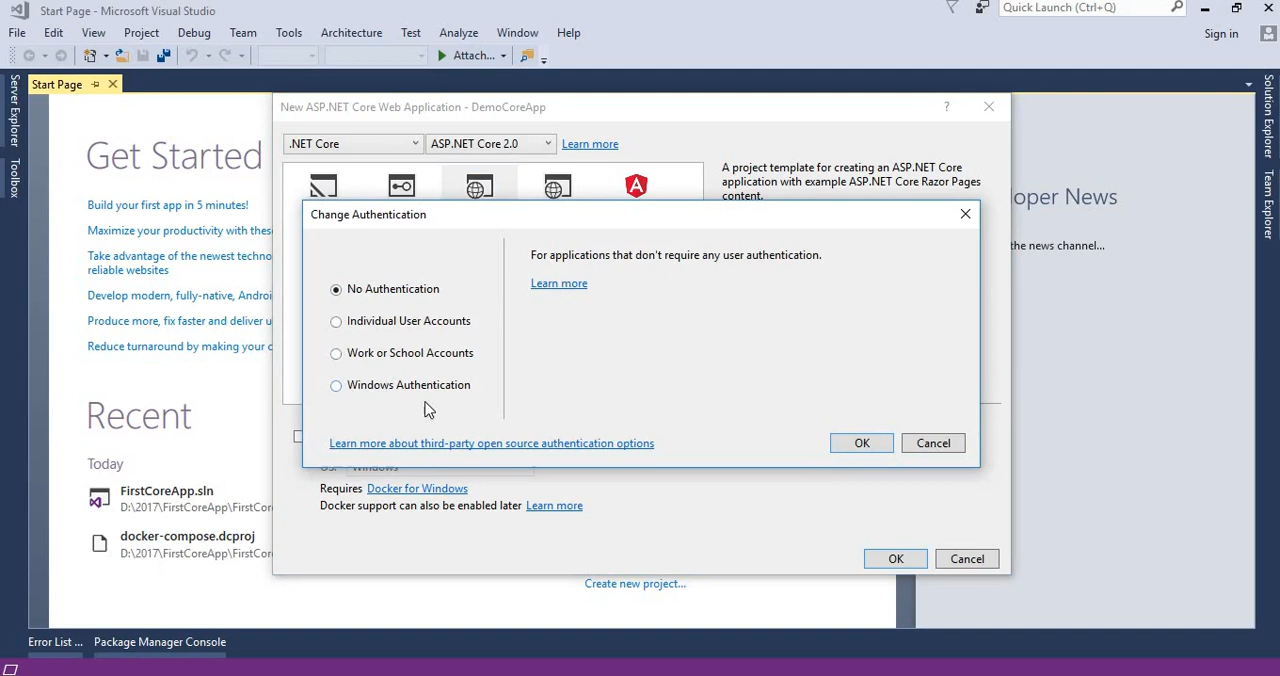 Start Page - Microsoft Visual Studio
Quick Launch (Ctrl+Q)
File Edit View Project Debug Team Tools Architecture Test Analyze Window Help
Sign in
Attach...
Server Explorer
Toolbox
Start Page
Solution Explorer
Team Explorer
Get Started
Build your first app in 5 minutes!
Maximize your productivity with these
Take advantage of the newest techno
reliable websites
Develop modern, fully-native, Androi
Produce more, fix faster and deliver u
Reduce turnaround by making your c
Recent
Today
FirstCoreApp.sln
D:\2017\FirstCoreApp\FirstCore
docker-compose.dcproj
D:\2017\FirstCoreApp\FirstCore
New ASP.NET Core Web Application - DemoCoreApp
?
.NET Core
ASP.NET Core 2.0
Learn more
A project template for creating an ASP.NET Core
application with example ASP.NET Core Razor Pages
content.
Change Authentication
No Authentication
Individual User Accounts
Work or School Accounts
Windows Authentication
For applications that don't require any user authentication.
Learn more
Learn more about third-party open source authentication options
OK
Cancel
Requires Docker for Windows
Docker support can also be enabled later Learn more
OK
Cancel
Create new project...
loper News
the news channel...
Error List ...
Package Manager Console